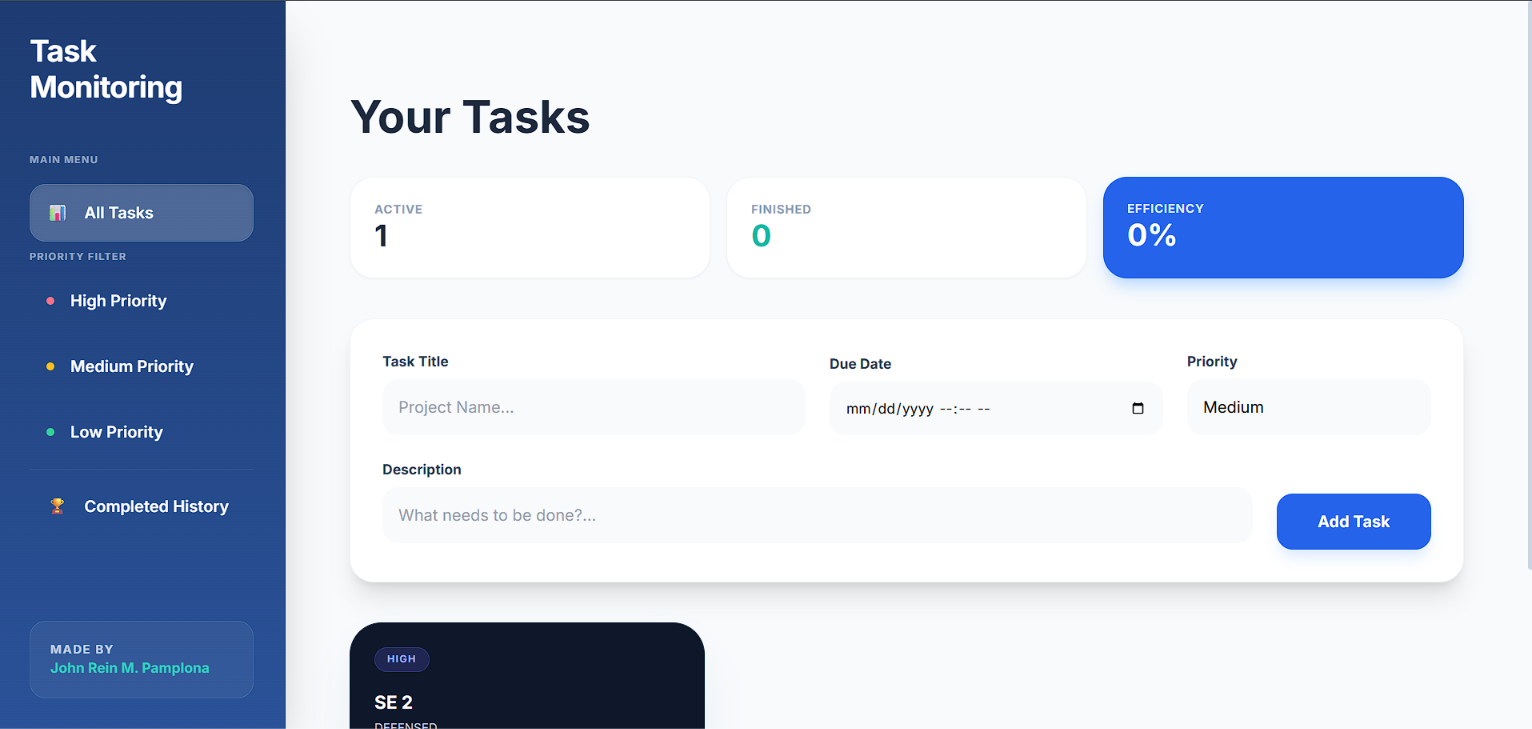 Task
Monitoring
MAIN MENU
All Tasks
PRIORITY FILTER
High Priority
Medium Priority
Low Priority
Completed History
MADE BY
John Rein M. Pamplona
Your Tasks
ACTIVE
1
FINISHED
0
EFFICIENCY
0%
Task Title
Project Name...
Due Date
mm/dd/yyyy --:-- --
Priority
Medium
Description
What needs to be done?...
Add Task
HIGH
SE 2
DEFENSED